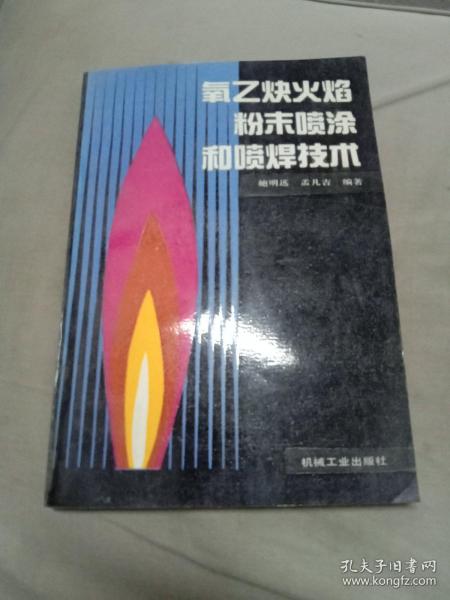 氧乙炔火焰
粉末喷涂
和喷焊技术
鲍明远 孟凡吉 编著
机械工业出版社
孔夫子旧书网
www.kongfz.com